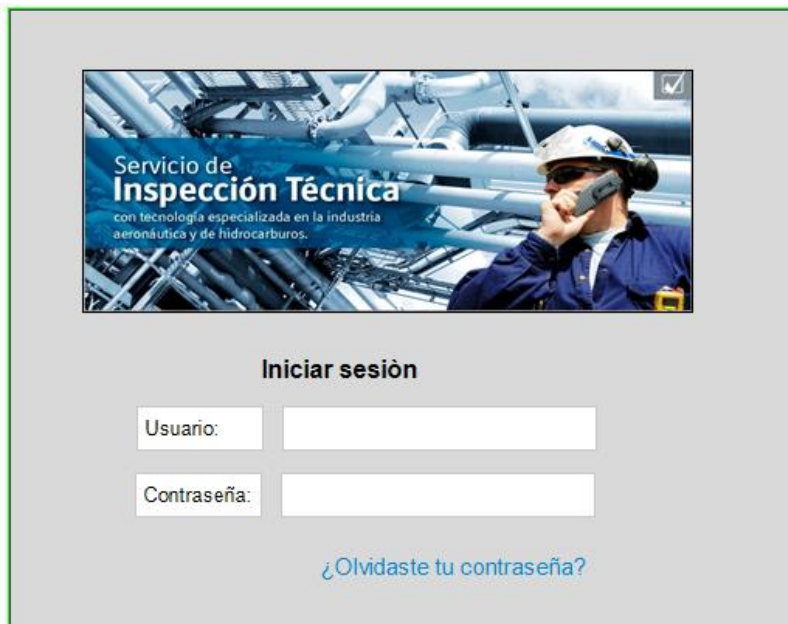 Servicio de
Inspección Técnica
con tecnología especializada en la industria
aeronáutica y de hidrocarburos.
Iniciar sesiòn
Usuario:
Contraseña:
¿Olvidaste tu contraseña?